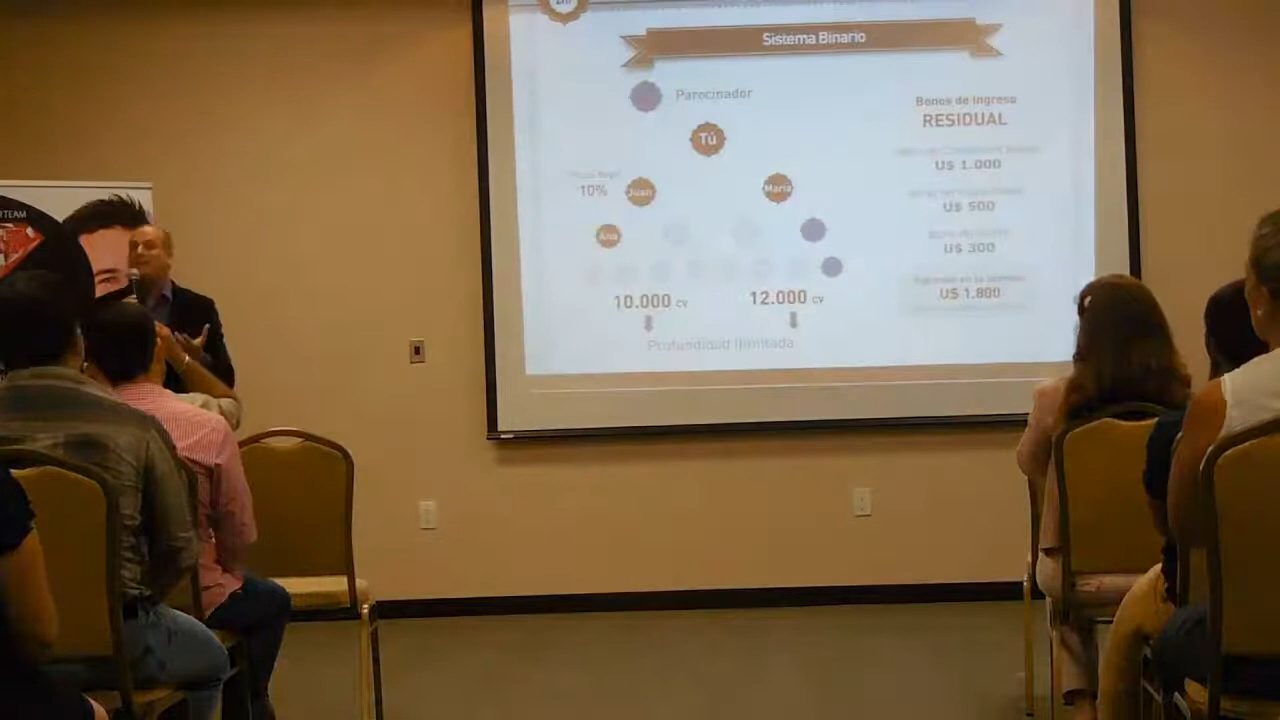 TEAM
Sistema Binario
Parocinador
Tú
Bonos de Ingreso
RESIDUAL
U$ 1.000
10%
Juan
María
U$ 500
Ana
U$ 300
U$ 1.800
10.000 cv
12.000 cv
Profundidad Ilimitada